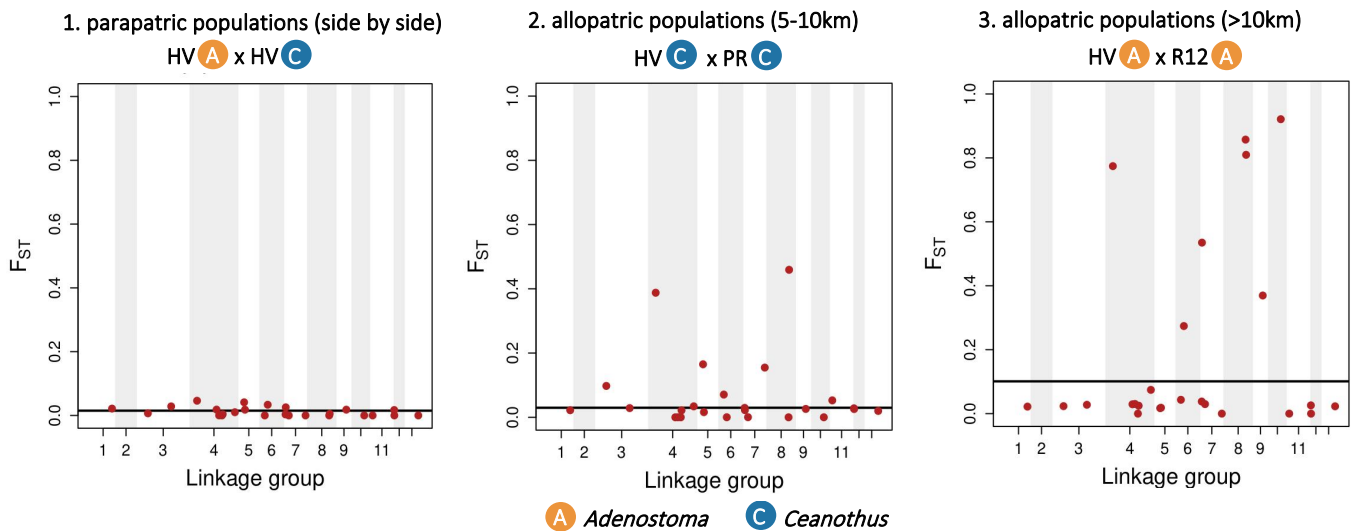 1. parapatric populations (side by side)
HV A x HV C
FST
0.0 0.2 0.4 0.6 0.8 1.0
1 2 3 4 5 6 7 8 9 11
Linkage group
2. allopatric populations (5-10km)
HV C x PR C
FST
0.0 0.2 0.4 0.6 0.8 1.0
1 2 3 4 5 6 7 8 9 11
Linkage group
3. allopatric populations (>10km)
HV A x R12 A
FST
0.0 0.2 0.4 0.6 0.8 1.0
1 2 3 4 5 6 7 8 9 11
Linkage group
A Adenostoma C Ceanothus